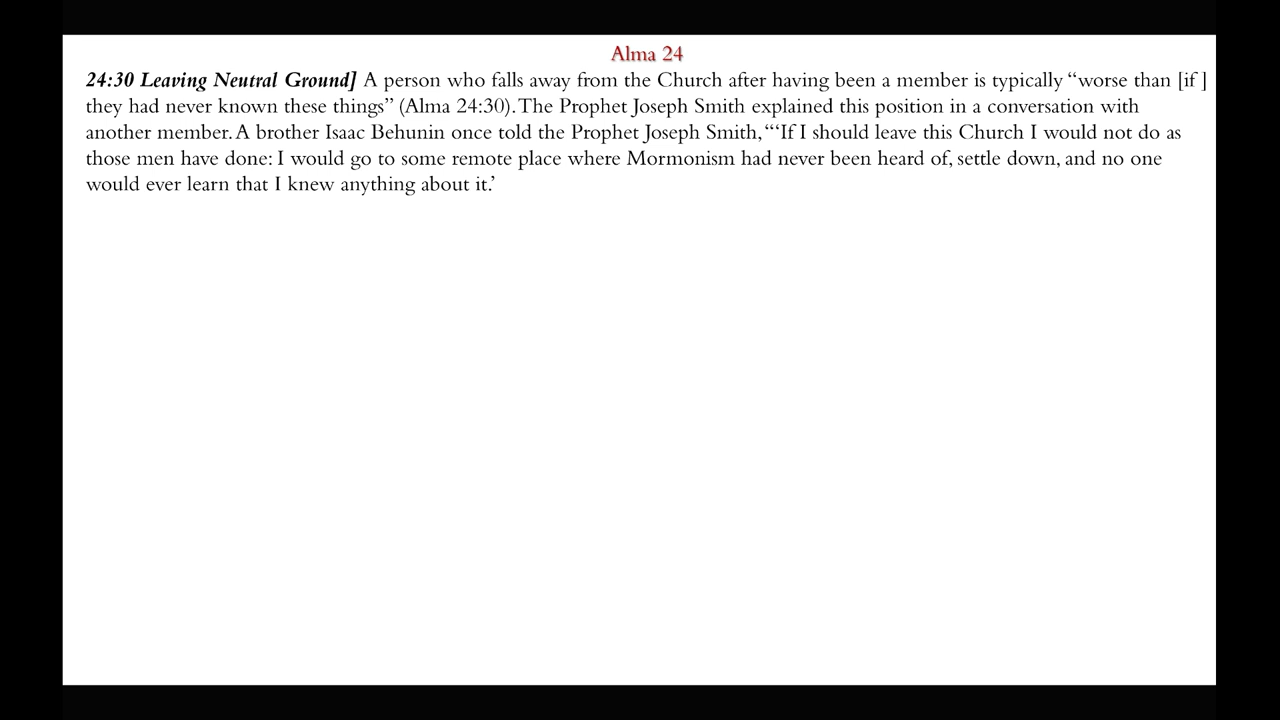 Alma 24
24:30 Leaving Neutral Ground] A person who falls away from the Church after having been a member is typically “worse than [if ]
they had never known these things” (Alma 24:30). The Prophet Joseph Smith explained this position in a conversation with
another member. A brother Isaac Behunin once told the Prophet Joseph Smith, “‘If I should leave this Church I would not do as
those men have done: I would go to some remote place where Mormonism had never been heard of, settle down, and no one
would ever learn that I knew anything about it.’